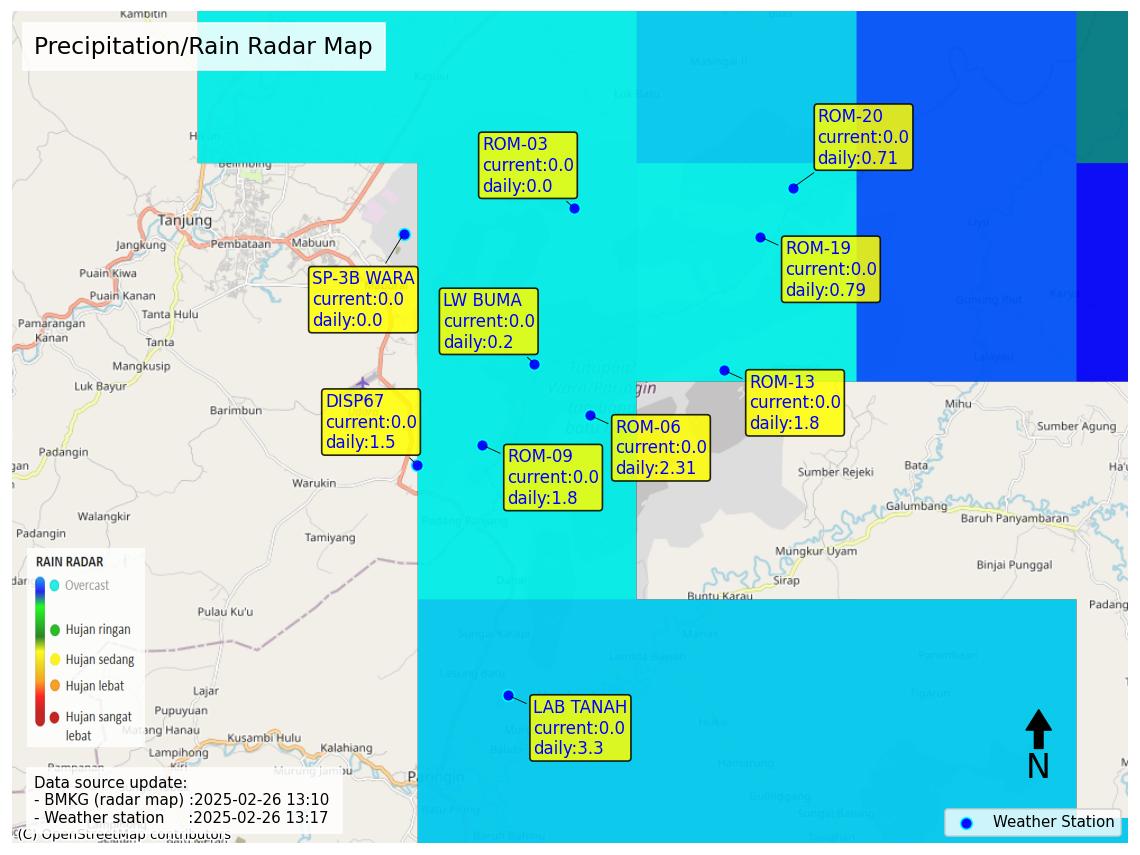 Kambitin
Precipitation/Rain Radar Map
Masingai II
Luk Batu
Belimbing
ROM-20
current:0.0
daily:0.71
ROM-03
current:0.0
daily:0.0
Tanjung
Jangkung
Pembataan
Mabuun
ROM-19
current:0.0
daily:0.79
Puain Kiwa
Puain Kanan
SP-3B WARA
current:0.0
daily:0.0
LW BUMA
current:0.0
daily:0.2
Tanta Hulu
Pamarangan
Kanan
Tanta
Mangkusip
Luk Bayur
ROM-13
current:0.0
daily:1.8
Barimbun
DISP67
current:0.0
daily:1.5
ROM-06
current:0.0
daily:2.31
ROM-09
current:0.0
daily:1.8
Mihu
Sumber Agung
Bata
Sumber Rejeki
Warukin
Galumbang
Baruh Panyambaran
Walangkir
Padangin
Tamiyang
Mungkur Uyam
Binjai Punggal
Sirap
Buntu Karau
Padang
RAIN RADAR
Overcast
Hujan ringan
Hujan sedang
Hujan lebat
Hujan sangat
lebat
Pulau Ku'u
Lajar
Pupuyuan
Matang Hanau
Lampihong
Kusambi Hulu
Kalahiang
Murung Jambu
Paringin
LAB TANAH
current:0.0
daily:3.3
N
Data source update:
- BMKG (radar map) :2025-02-26 13:10
- Weather station :2025-02-26 13:17
(C) OpenStreetMap contributors
Weather Station